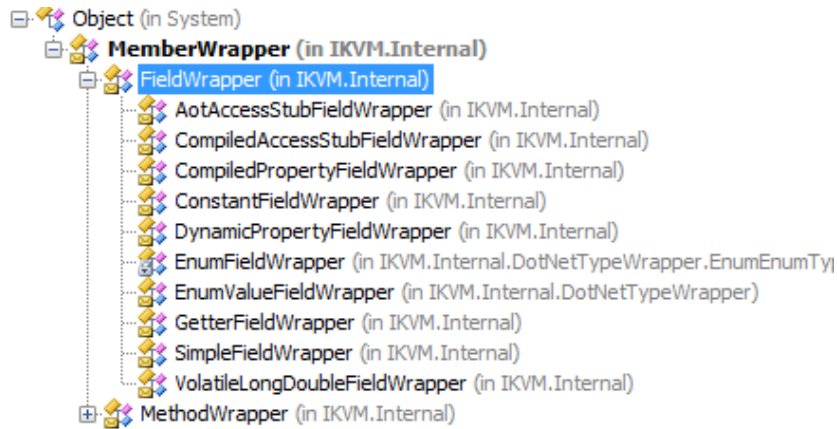 Object (in System)
MemberWrapper (in IKVM.Internal)
FieldWrapper (in IKVM.Internal)
AotAccessStubFieldWrapper (in IKVM.Internal)
CompiledAccessStubFieldWrapper (in IKVM.Internal)
CompiledPropertyFieldWrapper (in IKVM.Internal)
ConstantFieldWrapper (in IKVM.Internal)
DynamicPropertyFieldWrapper (in IKVM.Internal)
EnumFieldWrapper (in IKVM.Internal.DotNetTypeWrapper.EnumEnumTyp
EnumValueFieldWrapper (in IKVM.Internal.DotNetTypeWrapper)
GetterFieldWrapper (in IKVM.Internal)
SimpleFieldWrapper (in IKVM.Internal)
VolatileLongDoubleFieldWrapper (in IKVM.Internal)
MethodWrapper (in IKVM.Internal)